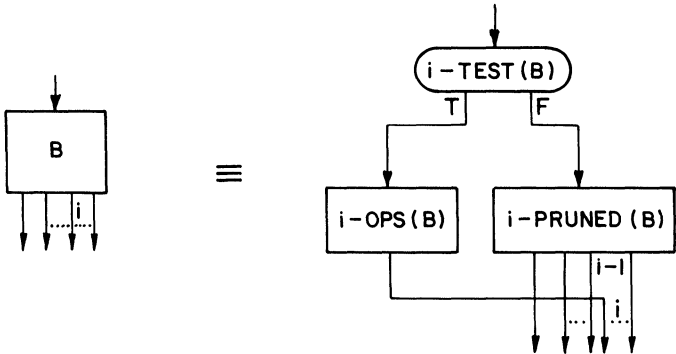 B
i
≡
i-TEST(B)
T F
i-OPS(B) i-PRUNED(B)
i-1
i